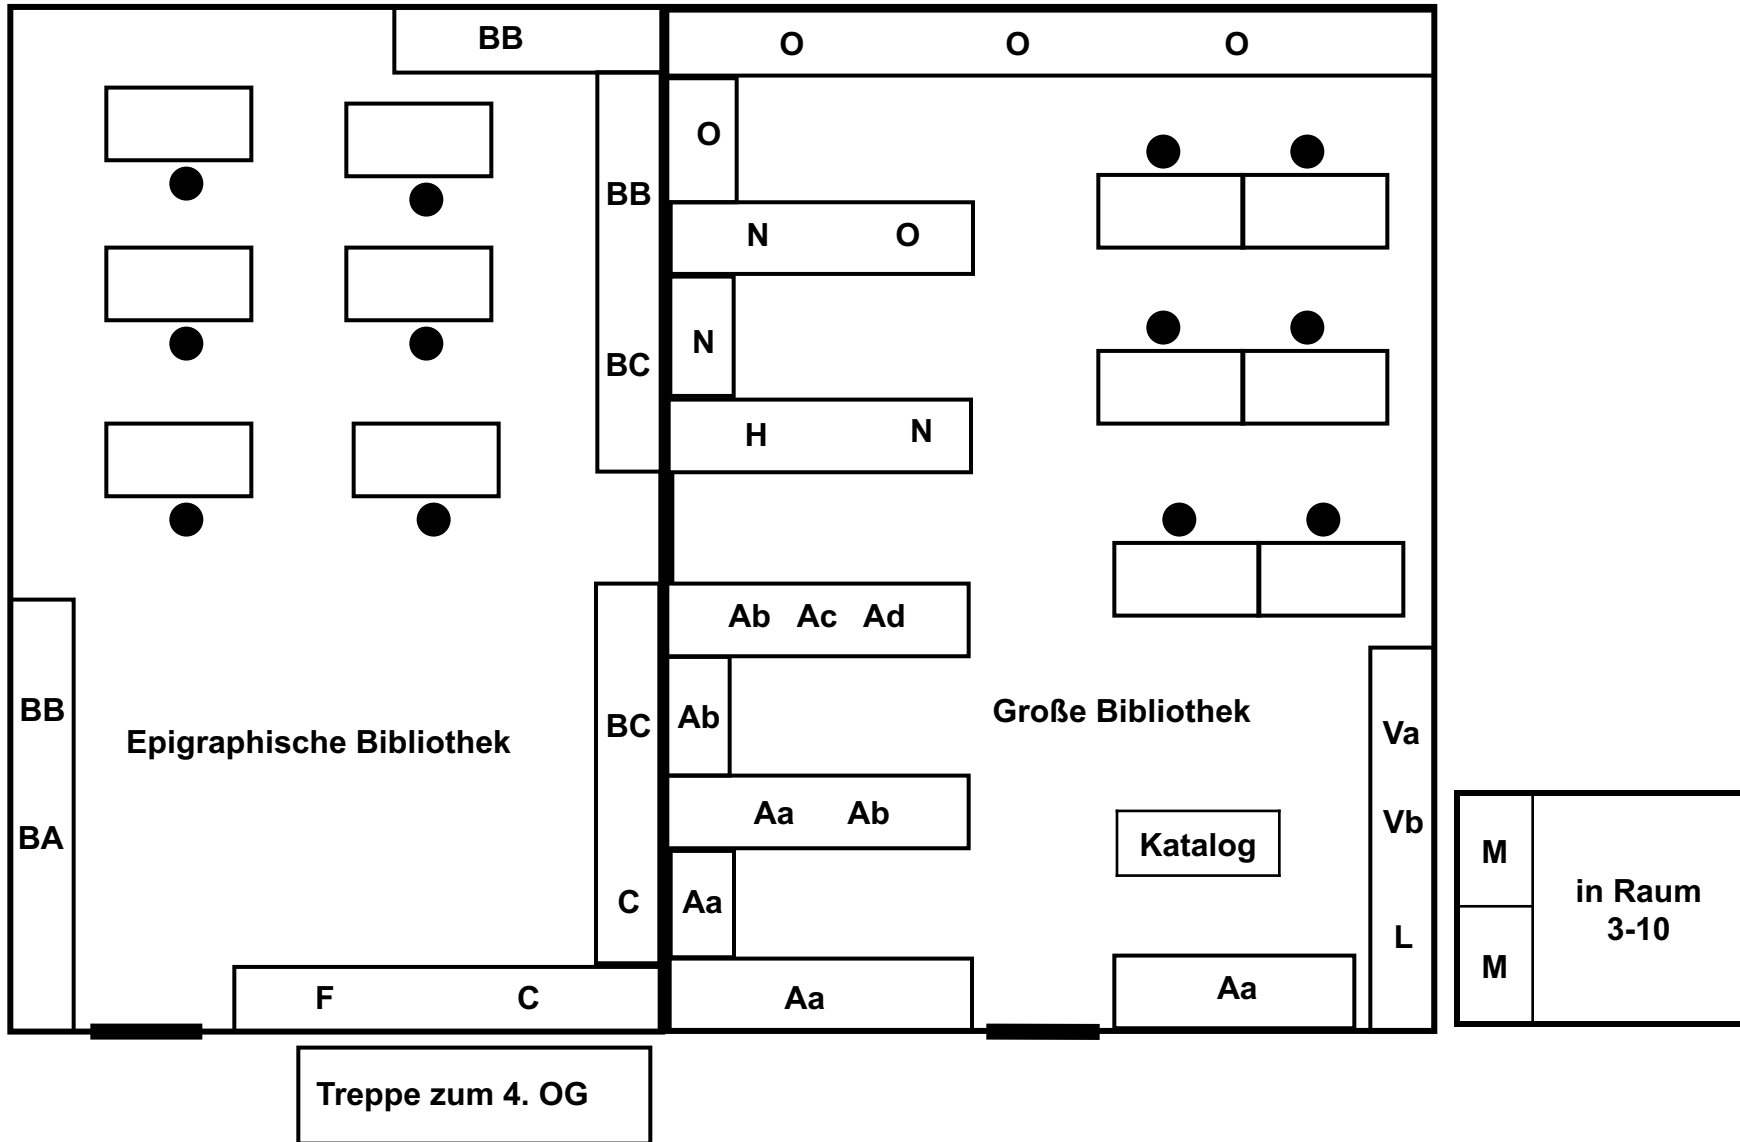 BB
O O O
O
BB
N O
N
BC
H N
Ab Ac Ad
BB
Epigraphische Bibliothek
BC
Ab
Große Bibliothek
Va
BA
Aa Ab
Vb
Katalog
M
in Raum
3-10
C
Aa
L
M
F C
Aa
Aa
Treppe zum 4. OG